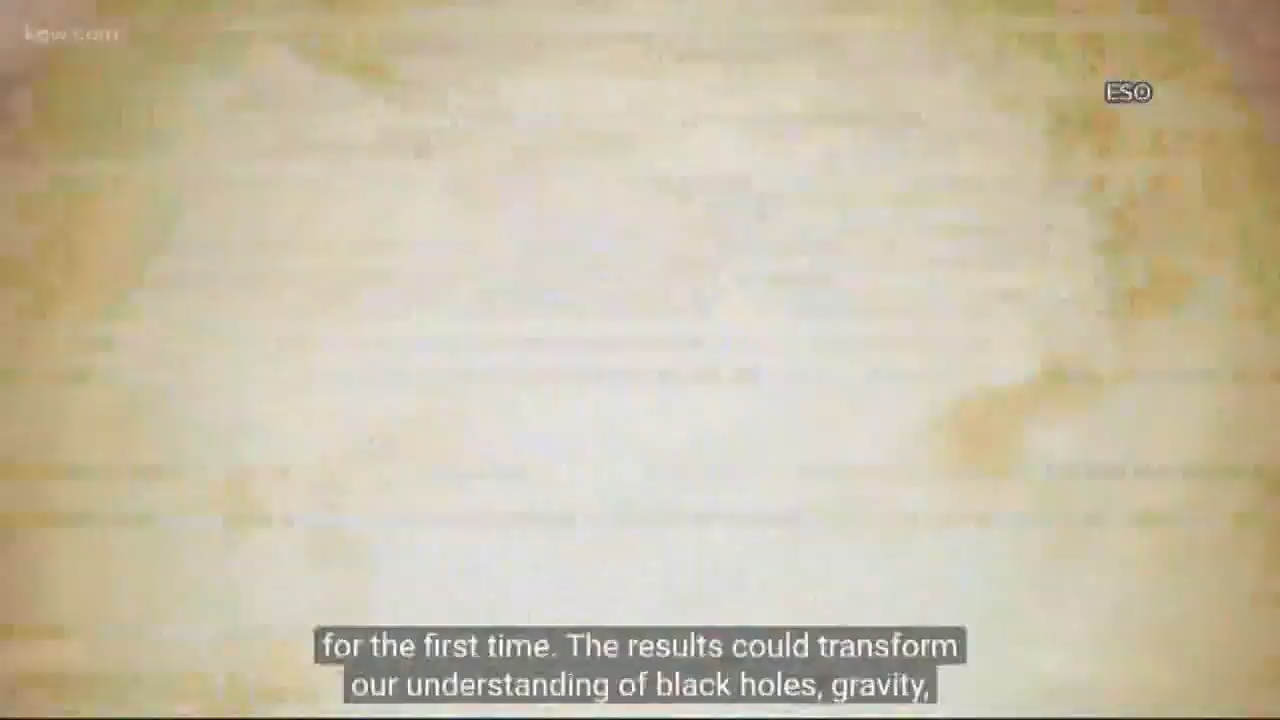 kgw.com
ESO
for the first time. The results could transform
our understanding of black holes, gravity,